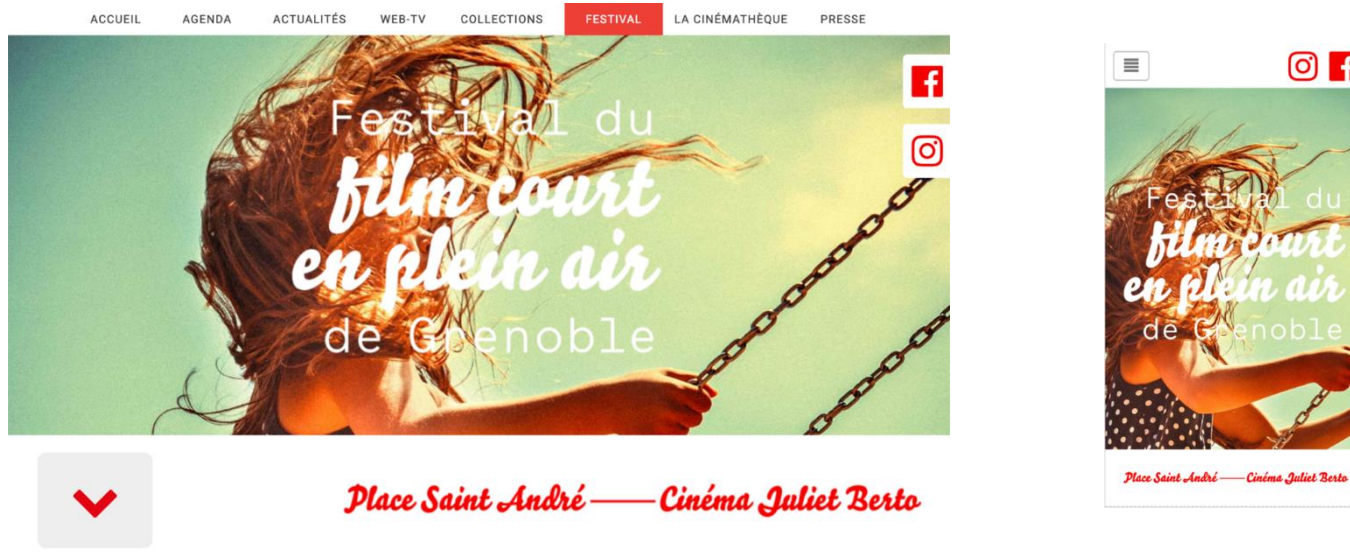 ACCUEIL AGENDA ACTUALITÉS WEB-TV COLLECTIONS FESTIVAL LA CINÉMATHÈQUE PRESSE
Festival du
film court
en plein air
de Grenoble
Place Saint André — Cinéma Juliet Berto
Festival du
film court
en plein air
de Grenoble
Place Saint André — Cinéma Juliet Berto